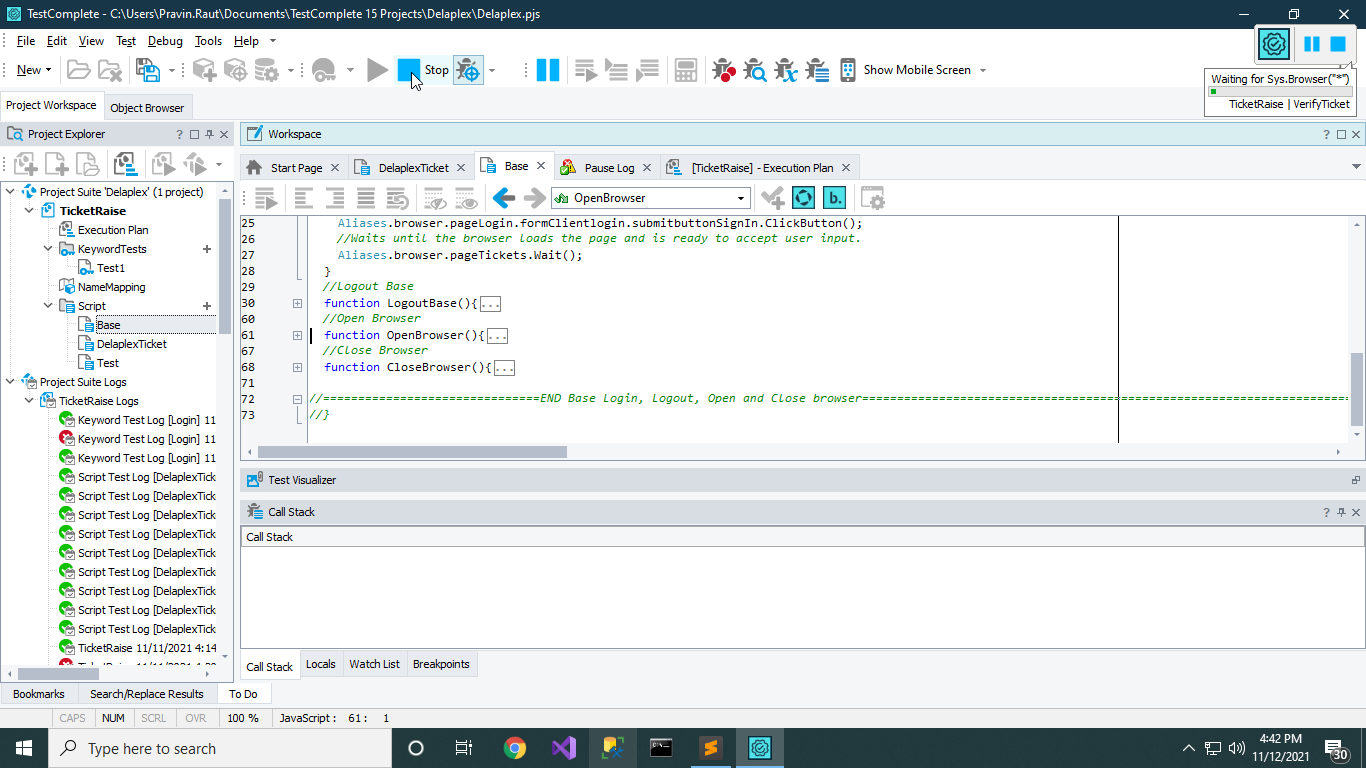 TestComplete - C:\Users\Pravin.Raut\Documents\TestComplete 15 Projects\Delaplex\Delaplex.pjs
File Edit View Test Debug Tools Help
New Stop Show Mobile Screen
Waiting for Sys.Browser("*")
TicketRaise | VerifyTicket
Project Workspace Object Browser
Project Explorer
Project Suite 'Delaplex' (1 project)
TicketRaise
Execution Plan
KeywordTests
Test1
NameMapping
Script
Base
DelaplexTicket
Test
Project Suite Logs
TicketRaise Logs
Keyword Test Log [Login] 11
Keyword Test Log [Login] 11
Keyword Test Log [Login] 11
Script Test Log [DelaplexTick
Script Test Log [DelaplexTick
Script Test Log [DelaplexTick
Script Test Log [DelaplexTick
Script Test Log [DelaplexTick
Script Test Log [DelaplexTick
Script Test Log [DelaplexTick
Script Test Log [DelaplexTick
Script Test Log [DelaplexTick
TicketRaise 11/11/2021 4:14
Workspace
Start Page DelaplexTicket Base Pause Log [TicketRaise] - Execution Plan
OpenBrowser b.
25 Aliases.browser.pageLogin.formClientlogin.submitbuttonSignIn.ClickButton();
26 //Waits until the browser loads the page and is ready to accept user input.
27 Aliases.browser.pageTickets.Wait();
28 }
29 //Logout Base
30 function LogoutBase(){...
60 //Open Browser
61 function OpenBrowser(){...
67 //Close Browser
68 function CloseBrowser(){...
71
72 //===============================END Base Login, Logout, Open and Close browser======================================================================
73 //}
Test Visualizer
Call Stack
Call Stack
Call Stack Locals Watch List Breakpoints
Bookmarks Search/Replace Results To Do
CAPS NUM SCRL OVR 100 % JavaScript: 61: 1
Type here to search
4:42 PM
11/12/2021
30